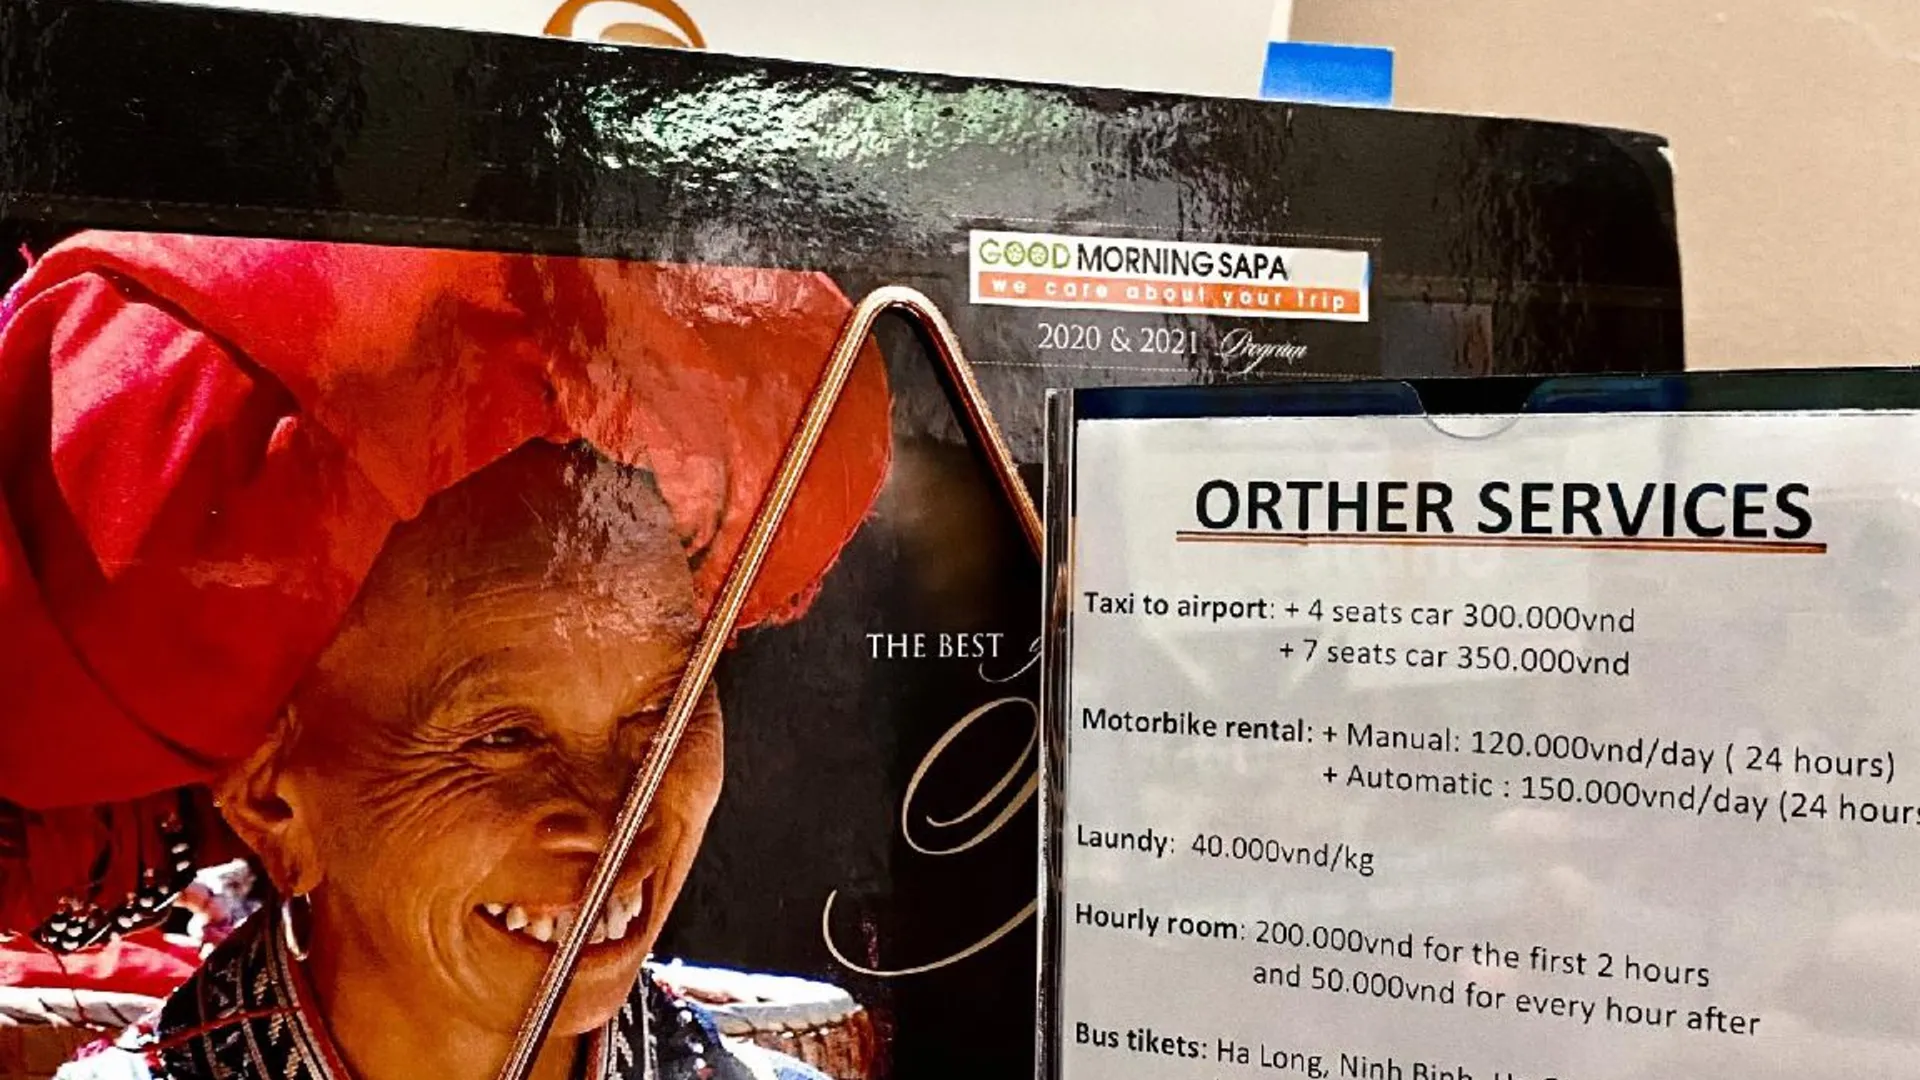 GOOD MORNING SAPA
we care about your trip
2020 & 2021 Program
THE BEST
ORTHER SERVICES
Taxi to airport: + 4 seats car 300.000vnd
+ 7 seats car 350.000vnd
Motorbike rental: + Manual: 120.000vnd/day ( 24 hours)
+ Automatic : 150.000vnd/day (24 hours
Laundy: 40.000vnd/kg
Hourly room: 200.000vnd for the first 2 hours
and 50.000vnd for every hour after
Bus tikets: Ha Long, Ninh Binh,